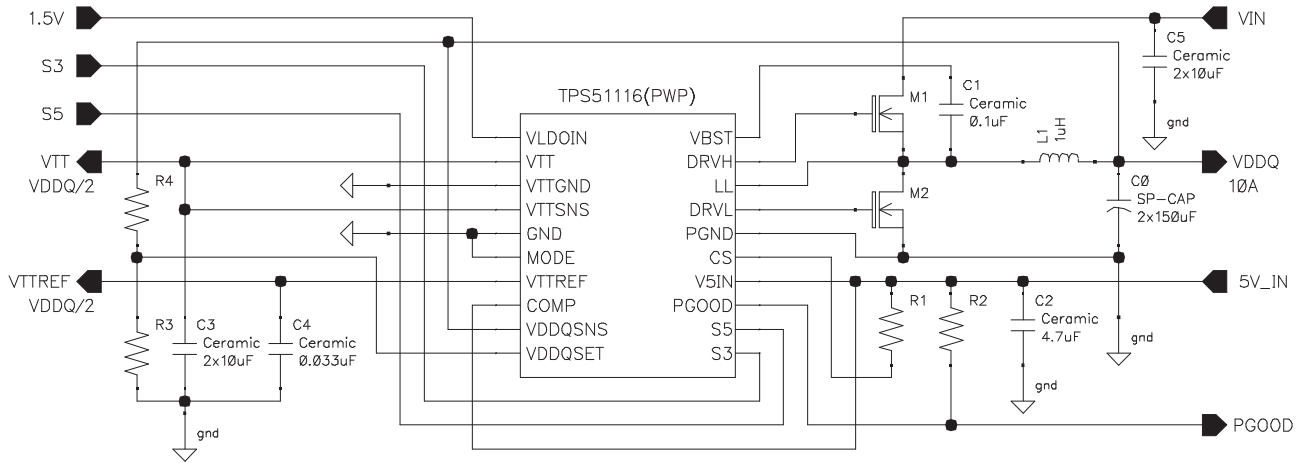 1.5V
S3
S5
VTT
VDDQ/2
VTTREF
VDDQ/2
R4
R3
C3
Ceramic
2x10uF
C4
Ceramic
0.033uF
gnd
TPS51116(PWP)
VLDOIN
VTT
VTTGND
VTTSNS
GND
MODE
VTTREF
COMP
VDDQSNS
VDDQSET
VBST
DRVH
LL
DRVL
PGND
CS
V5IN
PGOOD
S5
S3
M1
M2
C1
Ceramic
0.1uF
L1
1uH
VIN
C5
Ceramic
2x10uF
gnd
VDDQ
10A
C0
SP-CAP
2x150uF
5V_IN
R1
R2
C2
Ceramic
4.7uF
gnd
gnd
PGOOD